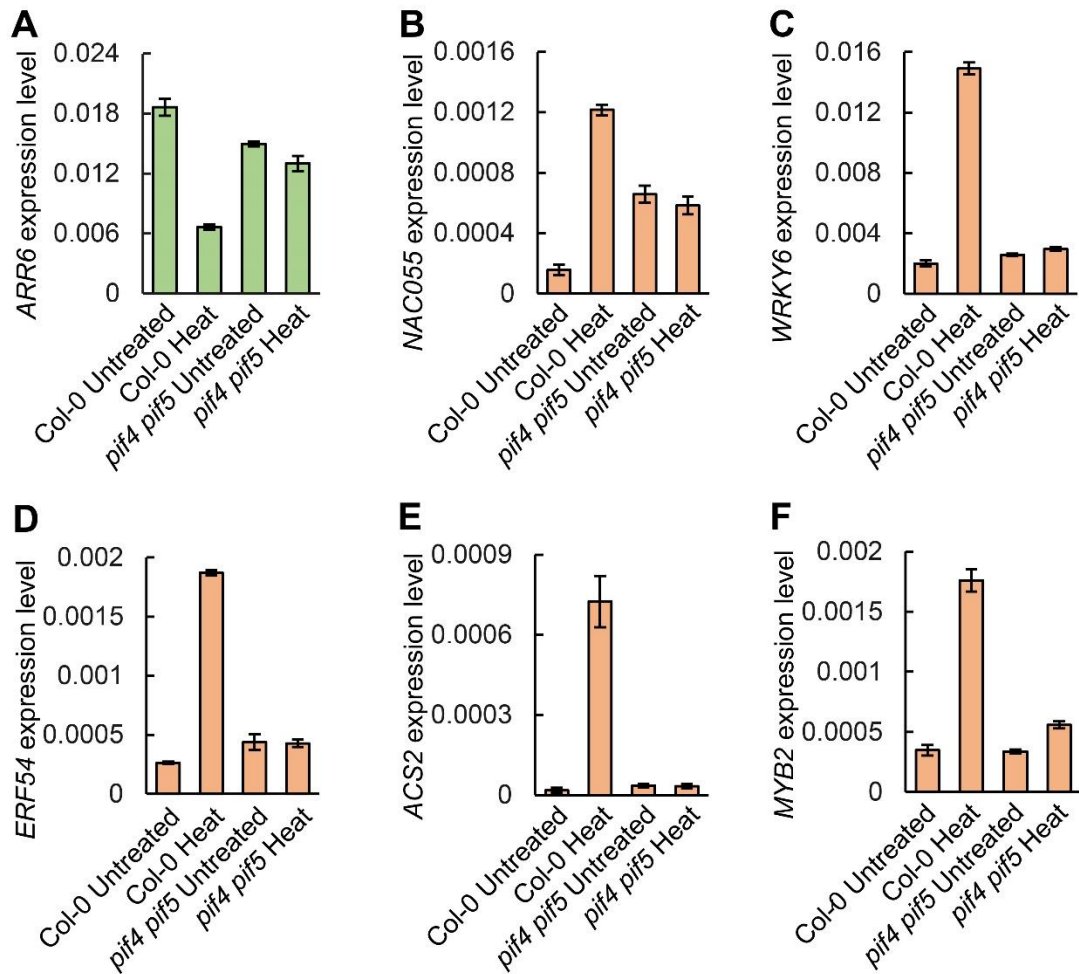 A
ARR6 expression level
0.024
0.018
0.012
0.006
0
Col-0 Untreated
Col-0 Heat
pif4 pif5 Untreated
pif4 pif5 Heat
B
NAC055 expression level
0.0016
0.0012
0.0008
0.0004
0
Col-0 Untreated
Col-0 Heat
pif4 pif5 Untreated
pif4 pif5 Heat
C
WRKY6 expression level
0.016
0.012
0.008
0.004
0
Col-0 Untreated
Col-0 Heat
pif4 pif5 Untreated
pif4 pif5 Heat
D
ERF54 expression level
0.002
0.0015
0.001
0.0005
0
Col-0 Untreated
Col-0 Heat
pif4 pif5 Untreated
pif4 pif5 Heat
E
ACS2 expression level
0.0009
0.0006
0.0003
0
Col-0 Untreated
Col-0 Heat
pif4 pif5 Untreated
pif4 pif5 Heat
F
MYB2 expression level
0.002
0.0015
0.001
0.0005
0
Col-0 Untreated
Col-0 Heat
pif4 pif5 Untreated
pif4 pif5 Heat